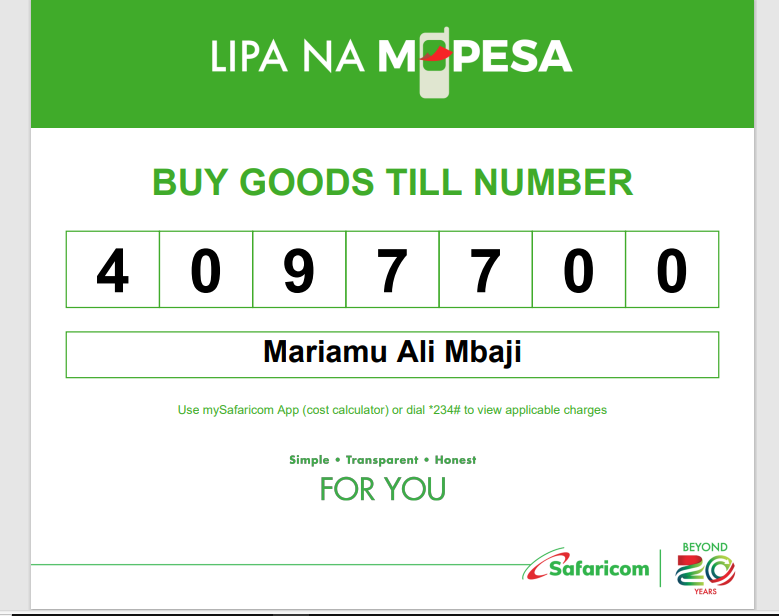 LIPA NA M PESA
BUY GOODS TILL NUMBER
4 0 9 7 7 0 0
Mariamu Ali Mbaji
Use mySafaricom App (cost calculator) or dial *234# to view applicable charges
Simple • Transparent • Honest
FOR YOU
Safaricom
BEYOND
20
YEARS